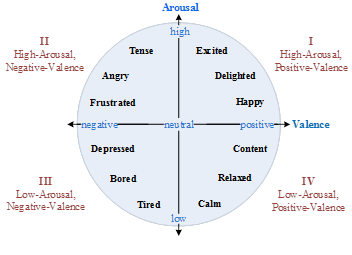 Arousal
high
II
High-Arousal,
Negative-Valence
I
High-Arousal,
Positive-Valence
Tense
Excited
Angry
Delighted
Frustrated
Happy
negative
neutral
positive
Valence
Depressed
Content
Bored
Relaxed
Tired
Calm
III
Low-Arousal,
Negative-Valence
IV
Low-Arousal,
Positive-Valence
low